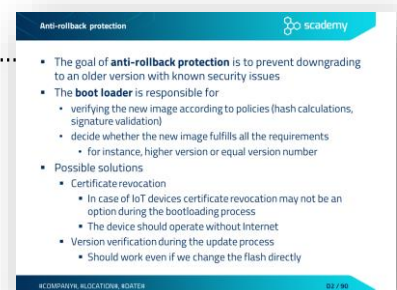 Anti-rollback protection
scademy
The goal of anti-rollback protection is to prevent downgrading
to an older version with known security issues
The boot loader is responsible for
verifying the new image according to policies (hash calculations,
signature validation)
decide whether the new image fulfills all the requirements
for instance, higher version or equal version number
Possible solutions
Certificate revocation
In case of IoT devices certificate revocation may not be an
option during the bootloading process
The device should operate without Internet
Version verification during the update process
Should work even if we change the flash directly
#COMPANY#, #LOCATION#, #DATE#
02 / 90